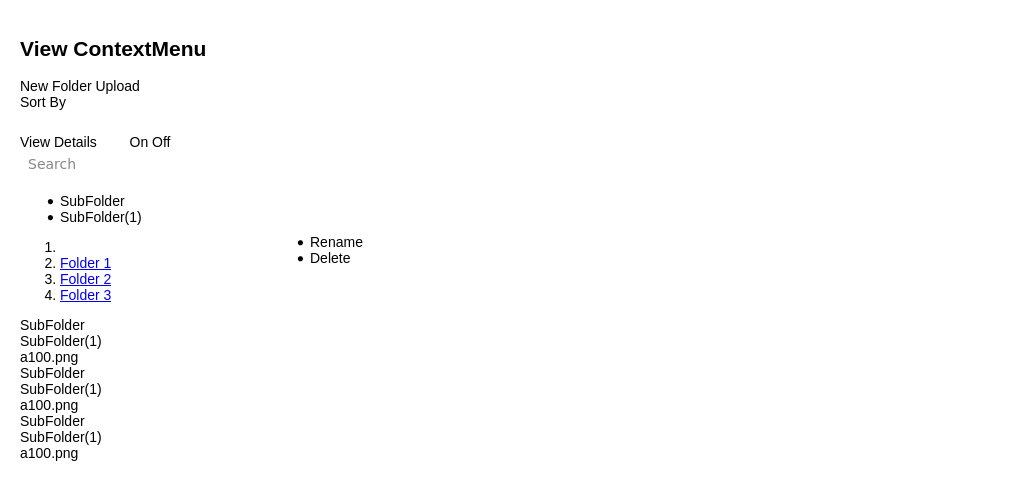 View ContextMenu
New Folder Upload
Sort By
View Details On Off
Search
• SubFolder
• SubFolder(1)
• Rename
• Delete
1.
2. Folder 1
3. Folder 2
4. Folder 3
SubFolder
SubFolder(1)
a100.png
SubFolder
SubFolder(1)
a100.png
SubFolder
SubFolder(1)
a100.png